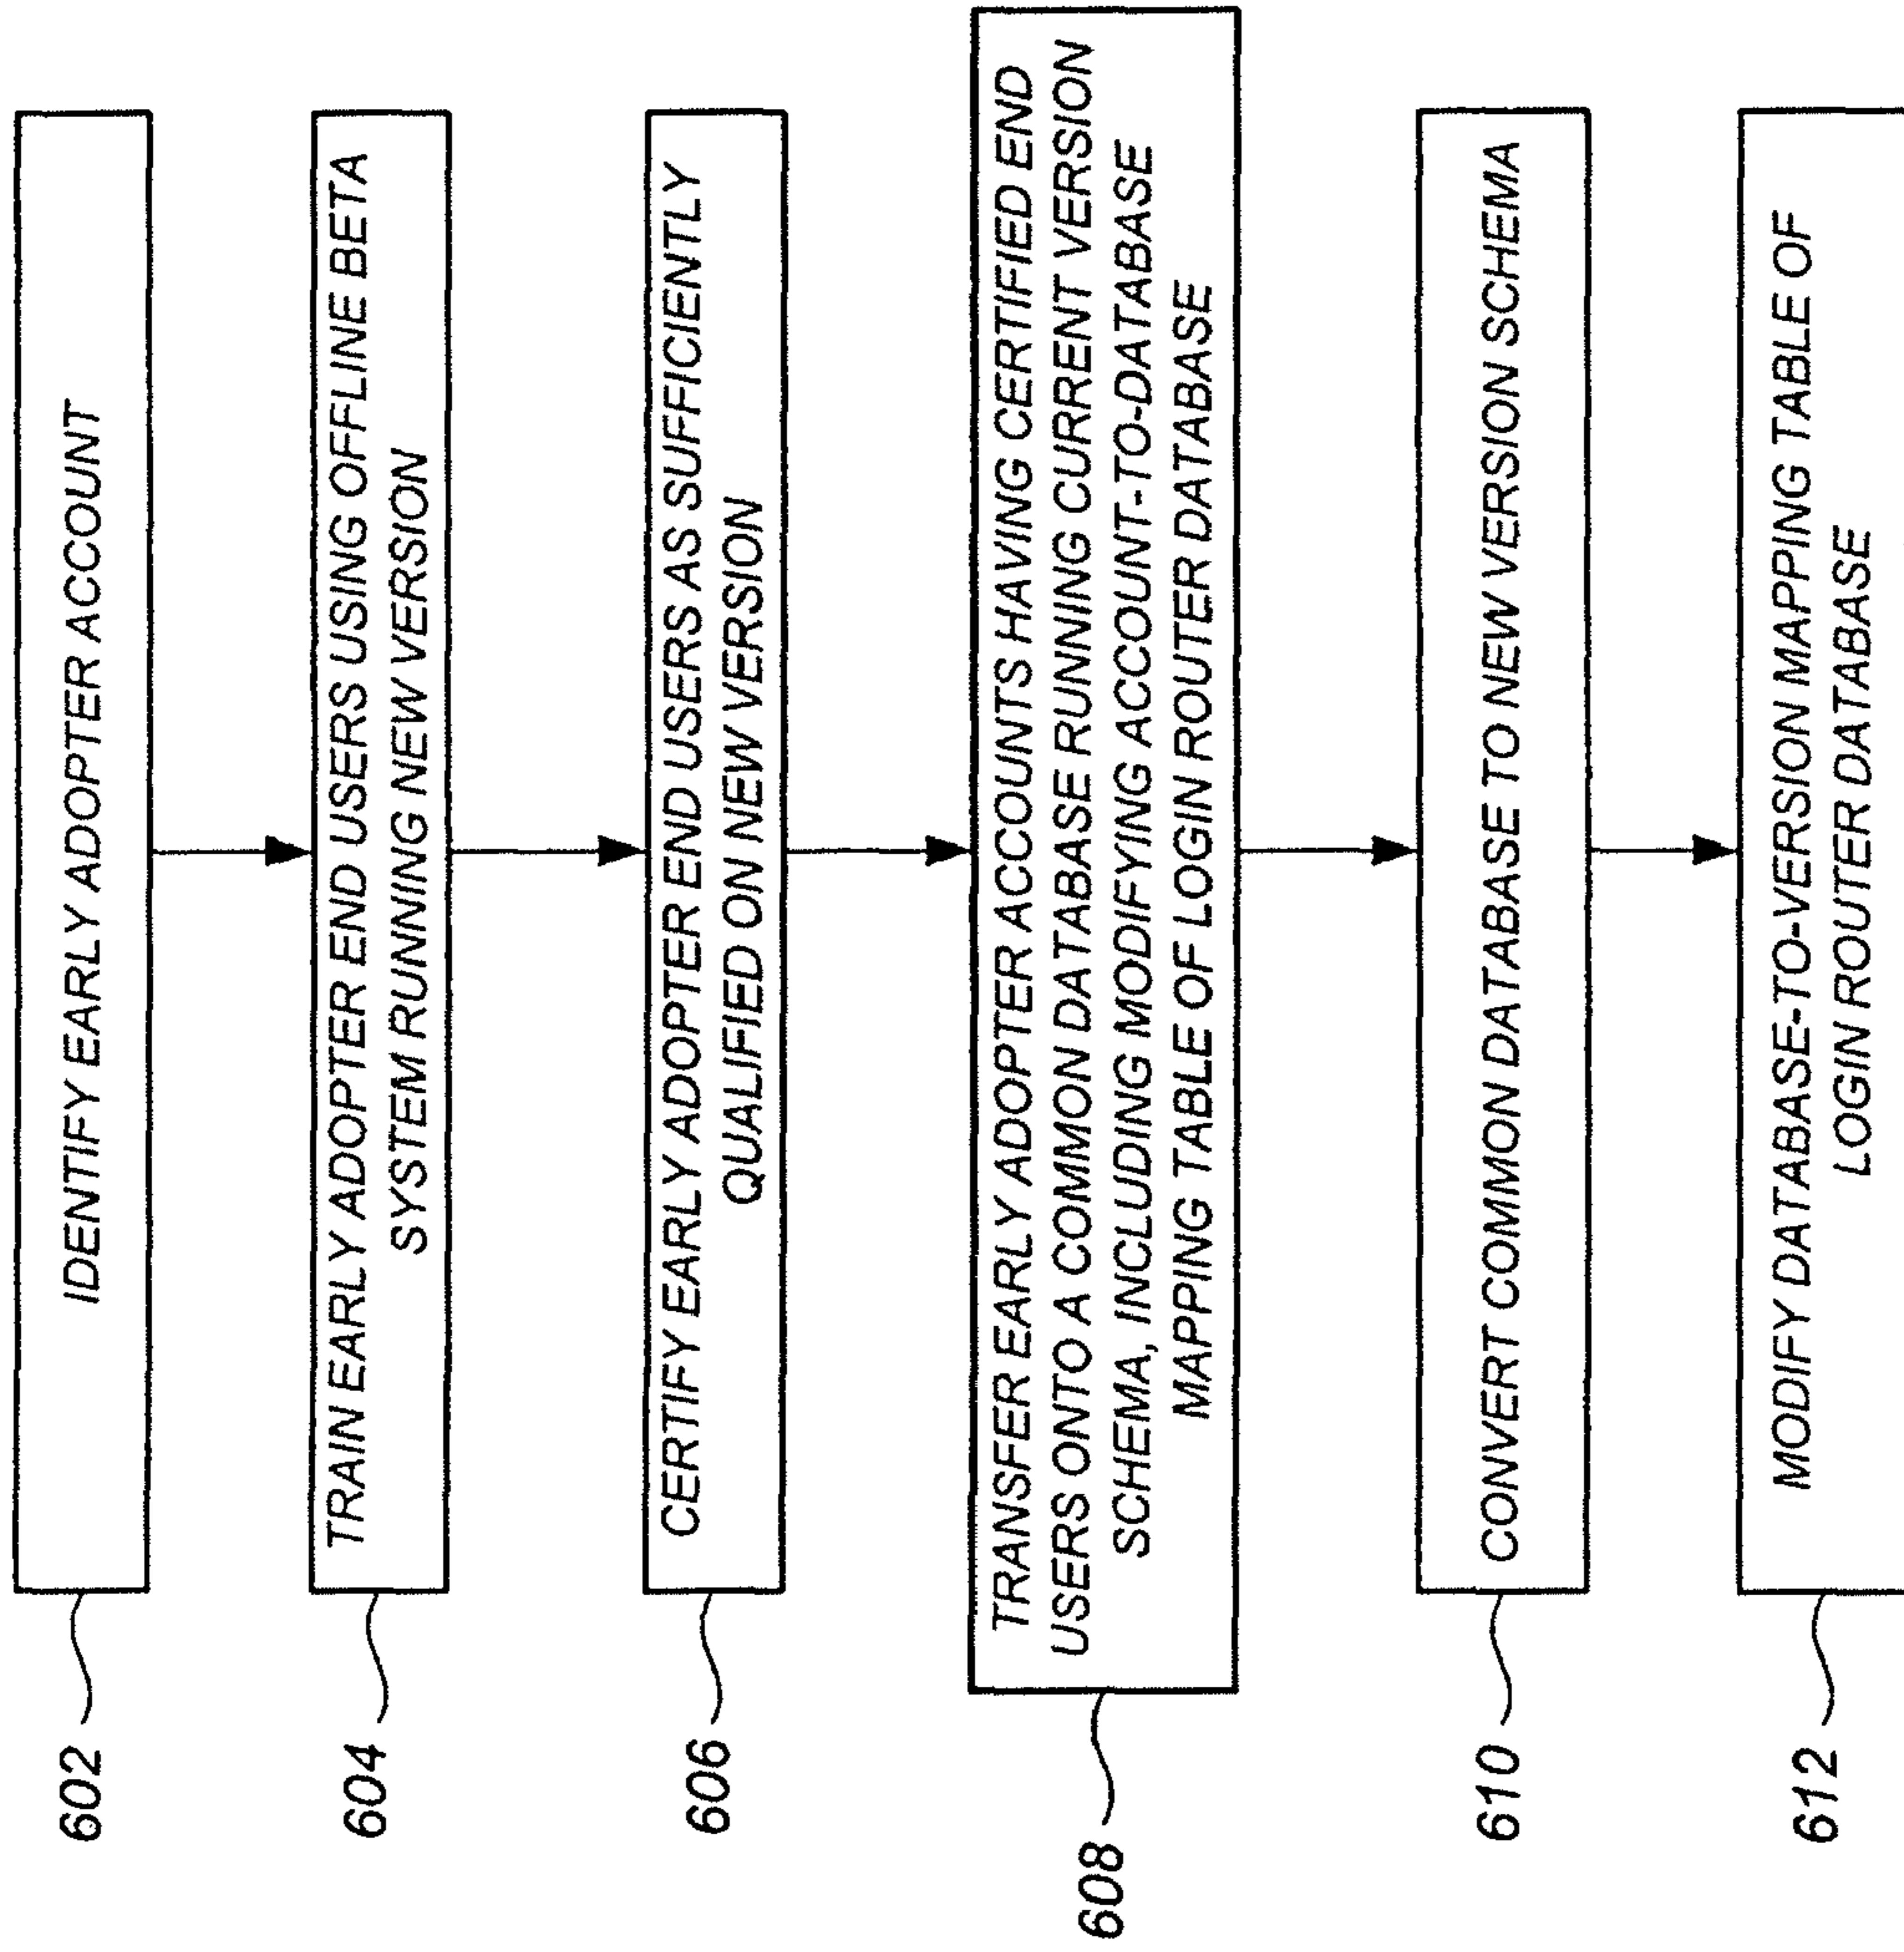 602
IDENTIFY EARLY ADOPTER ACCOUNT
604
TRAIN EARLY ADOPTER END USERS USING OFFLINE BETA
SYSTEM RUNNING NEW VERSION
606
CERTIFY EARLY ADOPTER END USERS AS SUFFICIENTLY
QUALIFIED ON NEW VERSION
608
TRANSFER EARLY ADOPTER ACCOUNTS HAVING CERTIFIED END
USERS ONTO A COMMON DATABASE RUNNING CURRENT VERSION
SCHEMA, INCLUDING MODIFYING ACCOUNT-TO-DATABASE
MAPPING TABLE OF LOGIN ROUTER DATABASE
610
CONVERT COMMON DATABASE TO NEW VERSION SCHEMA
612
MODIFY DATABASE-TO-VERSION MAPPING TABLE OF
LOGIN ROUTER DATABASE